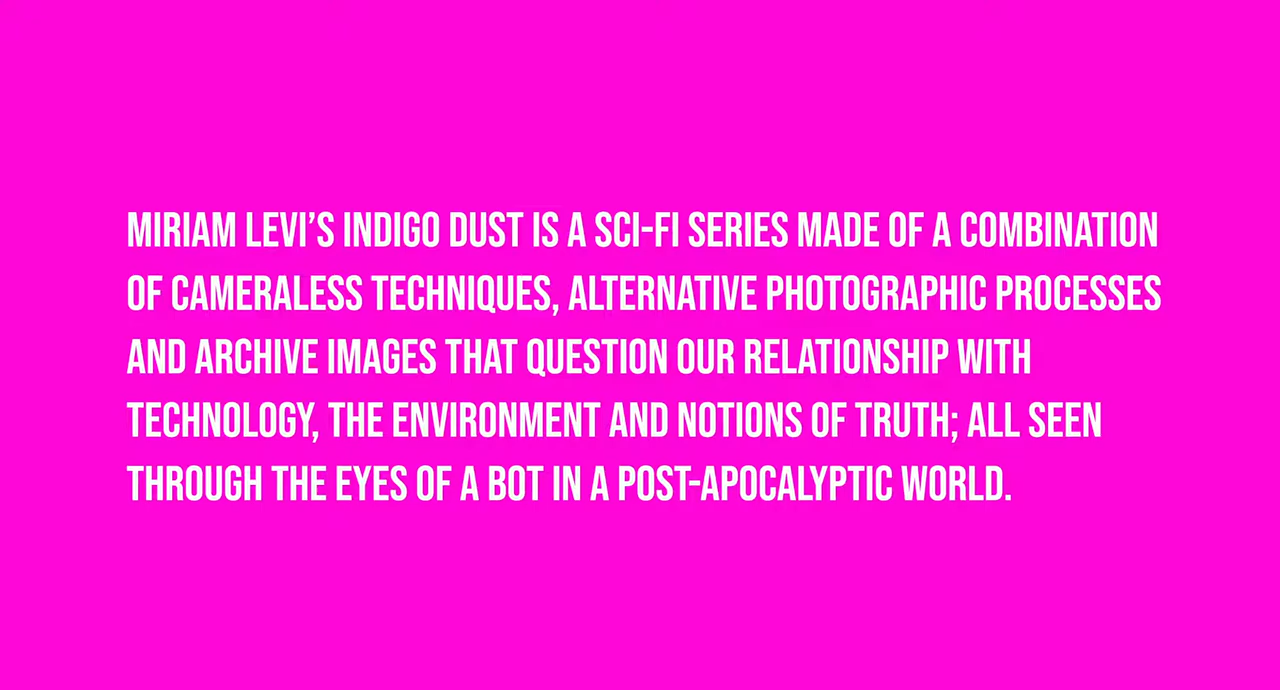 MIRIAM LEVI’S INDIGO DUST IS A SCI-FI SERIES MADE OF A COMBINATION
OF CAMERALESS TECHNIQUES, ALTERNATIVE PHOTOGRAPHIC PROCESSES
AND ARCHIVE IMAGES THAT QUESTION OUR RELATIONSHIP WITH
TECHNOLOGY, THE ENVIRONMENT AND NOTIONS OF TRUTH; ALL SEEN
THROUGH THE EYES OF A BOT IN A POST-APOCALYPTIC WORLD.